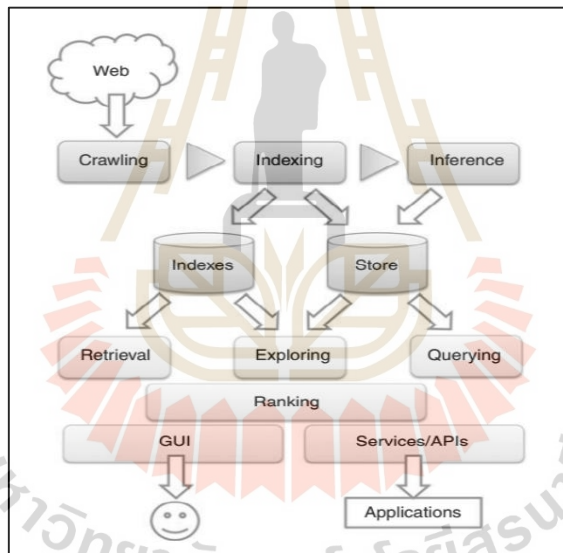 Web
Crawling
Indexing
Inference
Indexes
Store
Retrieval
Exploring
Querying
Ranking
GUI
Services/APIs
Applications